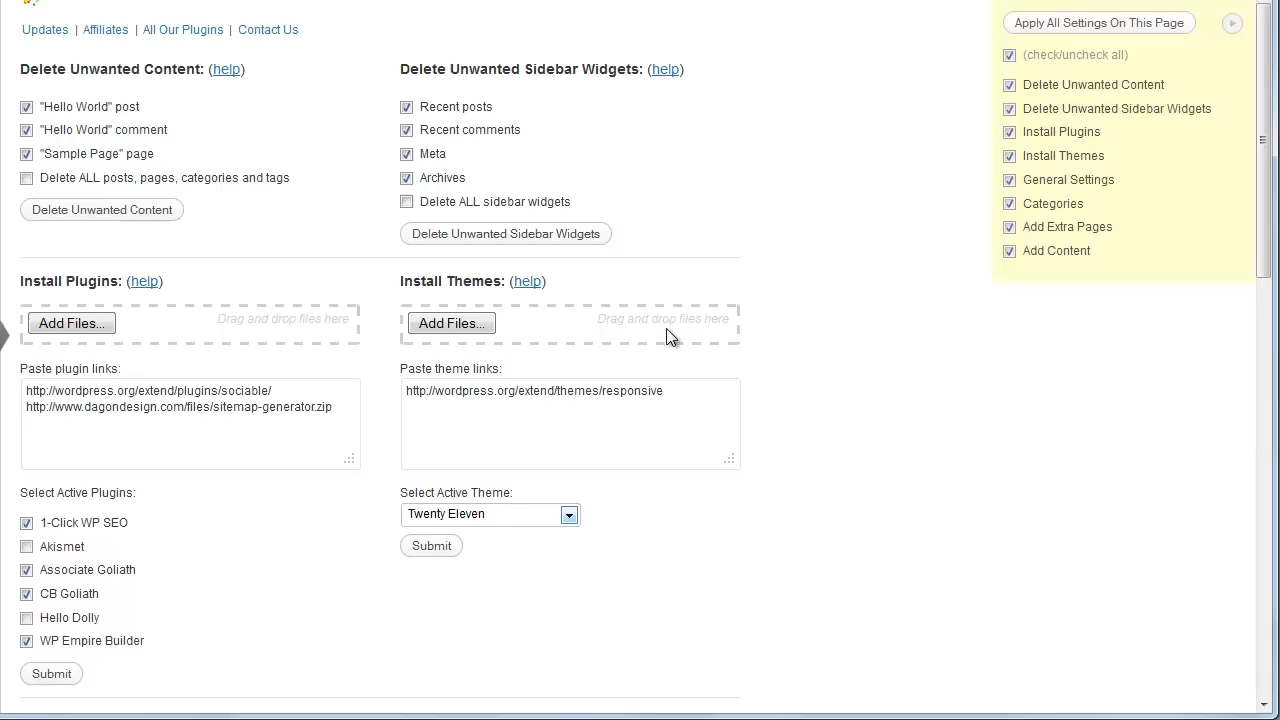 Updates | Affiliates | All Our Plugins | Contact Us
Delete Unwanted Content: (help)
"Hello World" post
"Hello World" comment
"Sample Page" page
Delete ALL posts, pages, categories and tags
Delete Unwanted Content
Delete Unwanted Sidebar Widgets: (help)
Recent posts
Recent comments
Meta
Archives
Delete ALL sidebar widgets
Delete Unwanted Sidebar Widgets
Install Plugins: (help)
Add Files...
Drag and drop files here
Paste plugin links:
http://wordpress.org/extend/plugins/sociable/
http://www.dagondesign.com/files/sitemap-generator.zip
Select Active Plugins:
1-Click WP SEO
Akismet
Associate Goliath
CB Goliath
Hello Dolly
WP Empire Builder
Submit
Install Themes: (help)
Add Files...
Drag and drop files here
Paste theme links:
http://wordpress.org/extend/themes/responsive
Select Active Theme:
Twenty Eleven
Submit
Apply All Settings On This Page
(check/uncheck all)
Delete Unwanted Content
Delete Unwanted Sidebar Widgets
Install Plugins
Install Themes
General Settings
Categories
Add Extra Pages
Add Content